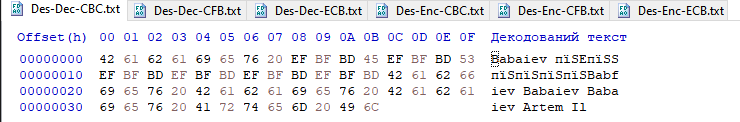 Des-Dec-CBC.txt Des-Dec-CFB.txt Des-Dec-ECB.txt Des-Enc-CBC.txt Des-Enc-CFB.txt Des-Enc-ECB.txt
Offset(h) 00 01 02 03 04 05 06 07 08 09 0A 0B 0C 0D 0E 0F Декодований текст
00000000 42 61 62 61 69 65 76 20 EF BF BD 45 EF BF BD 53 Babaiev пїЅEпїЅS
00000010 EF BF BD EF BF BD EF BF BD EF BF BD 42 61 62 66 пїЅпїЅпїЅпїЅBabf
00000020 69 65 76 20 42 61 62 61 69 65 76 20 42 61 62 61 iev Babaiev Baba
00000030 69 65 76 20 41 72 74 65 6D 20 49 6C iev Artem Il